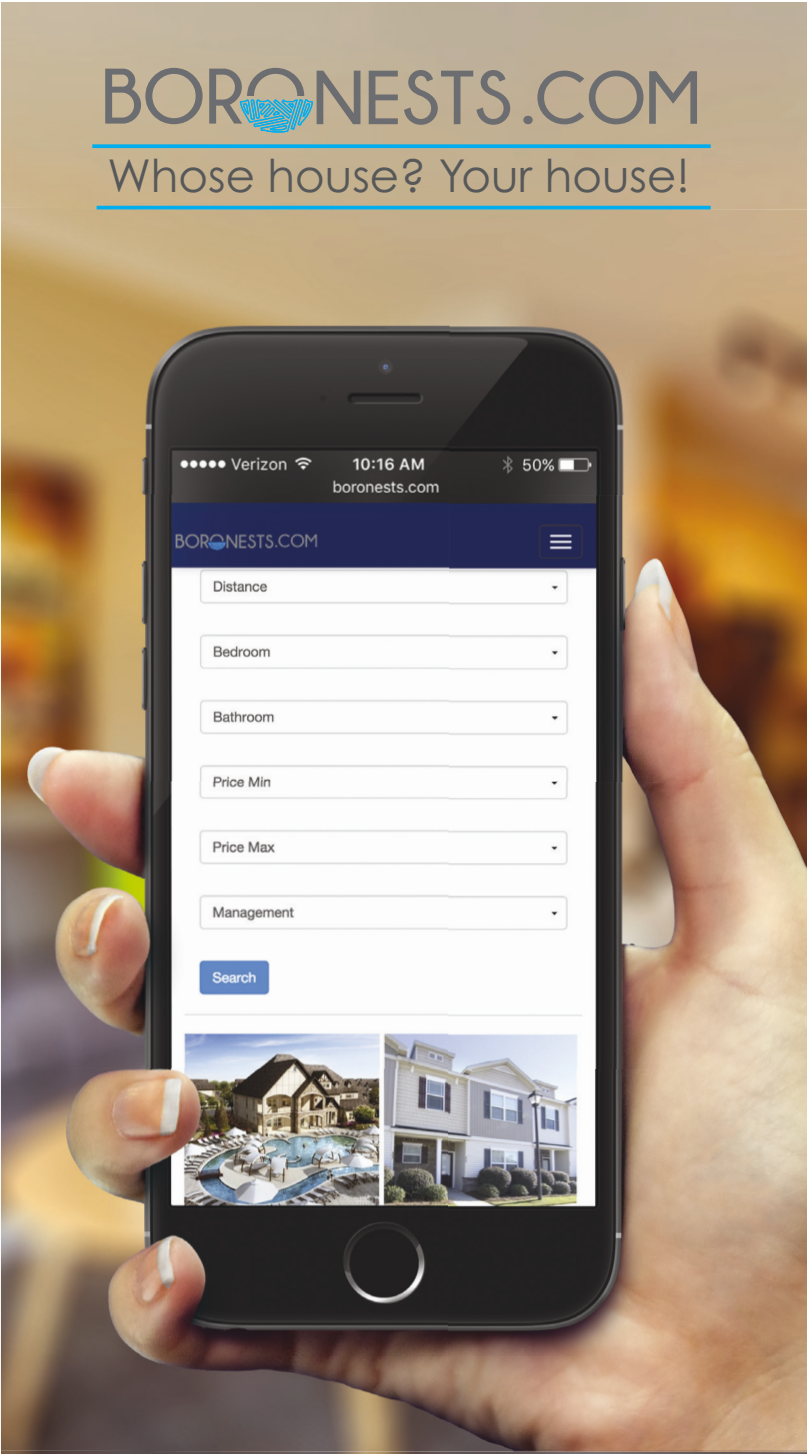 BORONESTS.COM
Whose house? Your house!
●●●●● Verizon 10:16 AM 50%
boronests.com
BORONESTS.COM
Distance
Bedroom
Bathroom
Price Min
Price Max
Management
Search